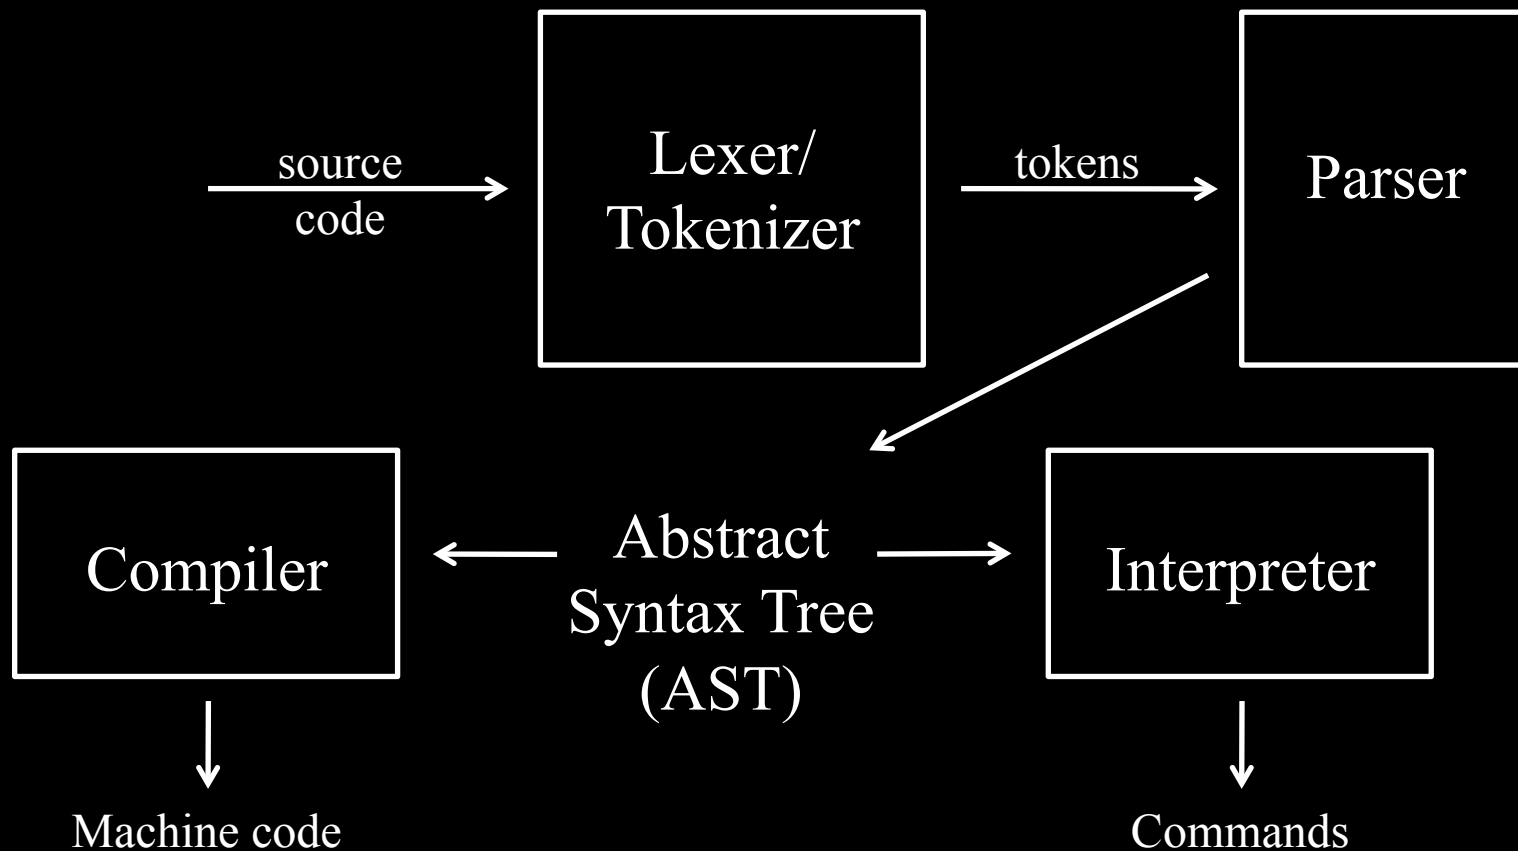 source
code
Lexer/
Tokenizer
tokens
Parser
Compiler
Abstract
Syntax Tree
(AST)
Interpreter
Machine code
Commands